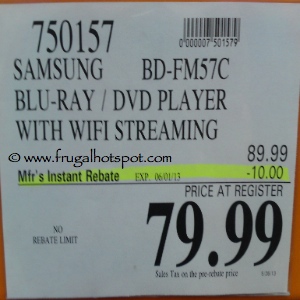 750157
0000007501579
SAMSUNG BD-FM57C
BLU-RAY / DVD PLAYER
WITH WIFI STREAMING
www.frugalhotspot.com
89.99
Mfr's Instant Rebate EXP. 06/01/13 -10.00
PRICE AT REGISTER
NO
REBATE LIMIT
79.99
Sales Tax on the pre-rebate price